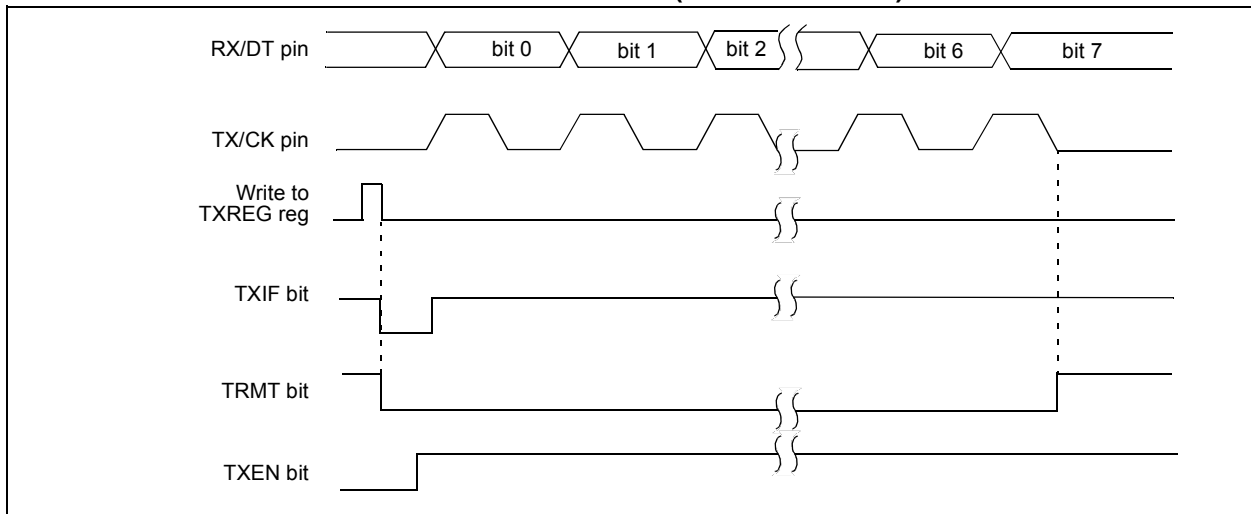 RX/DT pin
bit 0 bit 1 bit 2 bit 6 bit 7
TX/CK pin
Write to
TXREG reg
TXIF bit
TRMT bit
TXEN bit